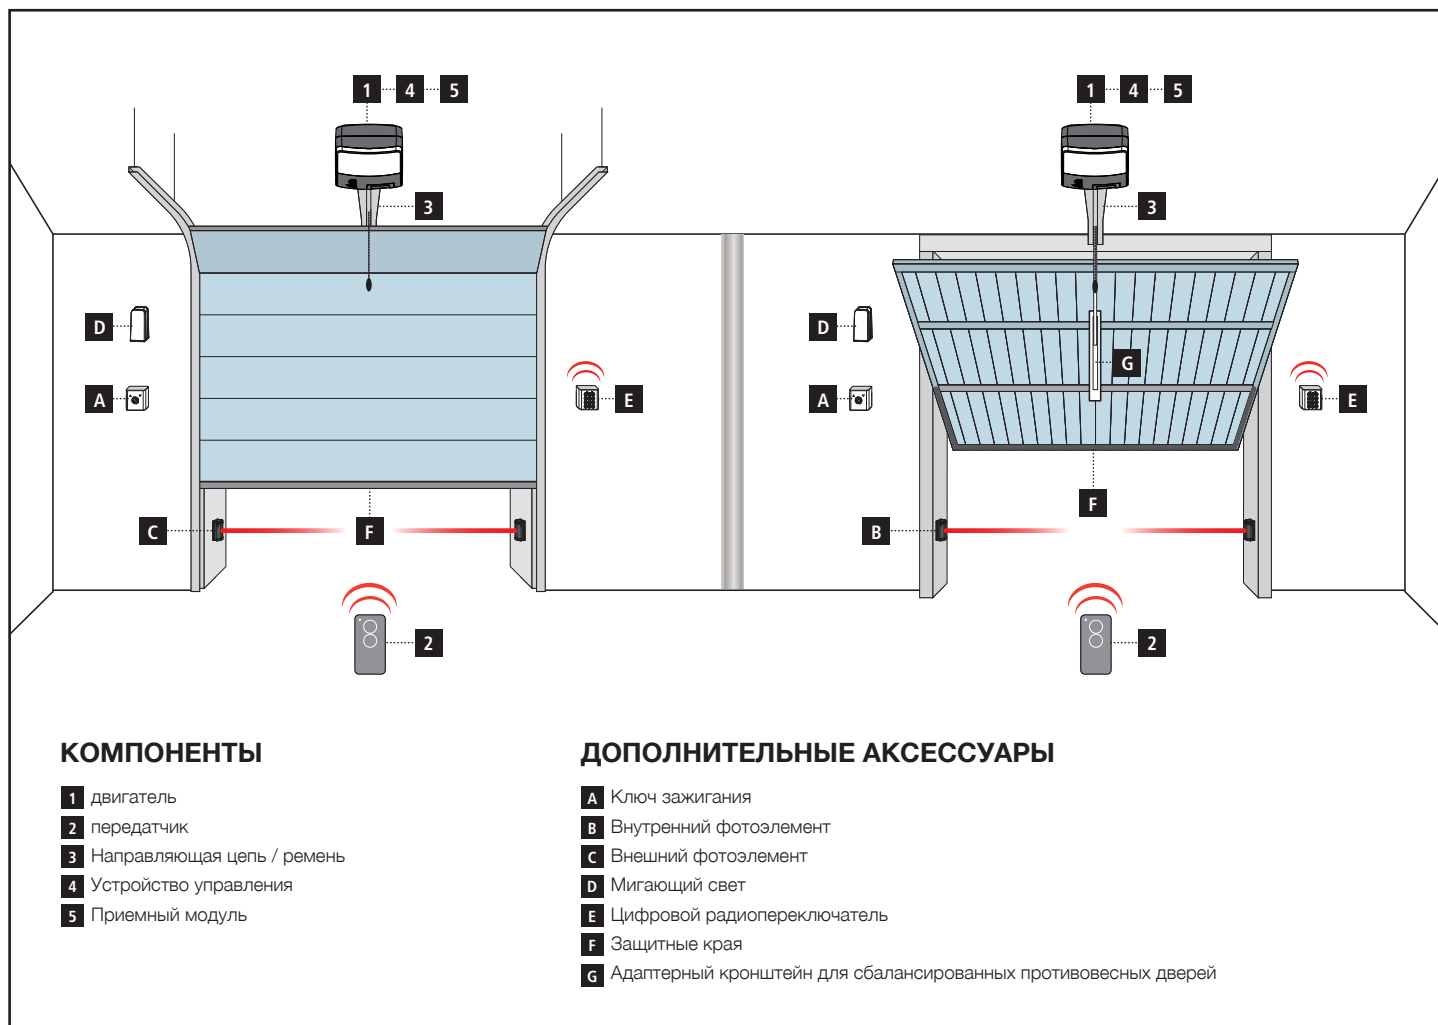 1 4 5
1 4 5
3
3
D
D
G
A
E
A
E
F
C
F
B
2
2
КОМПОНЕНТЫ
1 двигатель
2 передатчик
3 Направляющая цепь / ремень
4 Устройство управления
5 Приемный модуль
ДОПОЛНИТЕЛЬНЫЕ АКСЕССУАРЫ
A Ключ зажигания
B Внутренний фотоэлемент
C Внешний фотоэлемент
D Мигающий свет
E Цифровой радиопереключатель
F Защитные края
G Адаптерный кронштейн для сбалансированных противовесных дверей